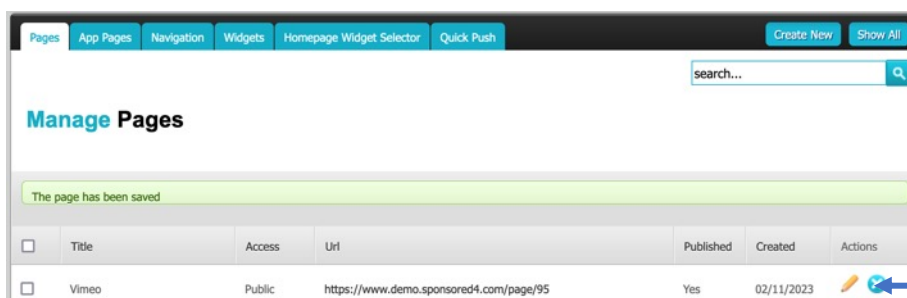 Pages App Pages Navigation Widgets Homepage Widget Selector Quick Push Create New Show All
search...
Manage Pages
The page has been saved
Title Access Url Published Created Actions
Vimeo Public https://www.demo.sponsored4.com/page/95 Yes 02/11/2023